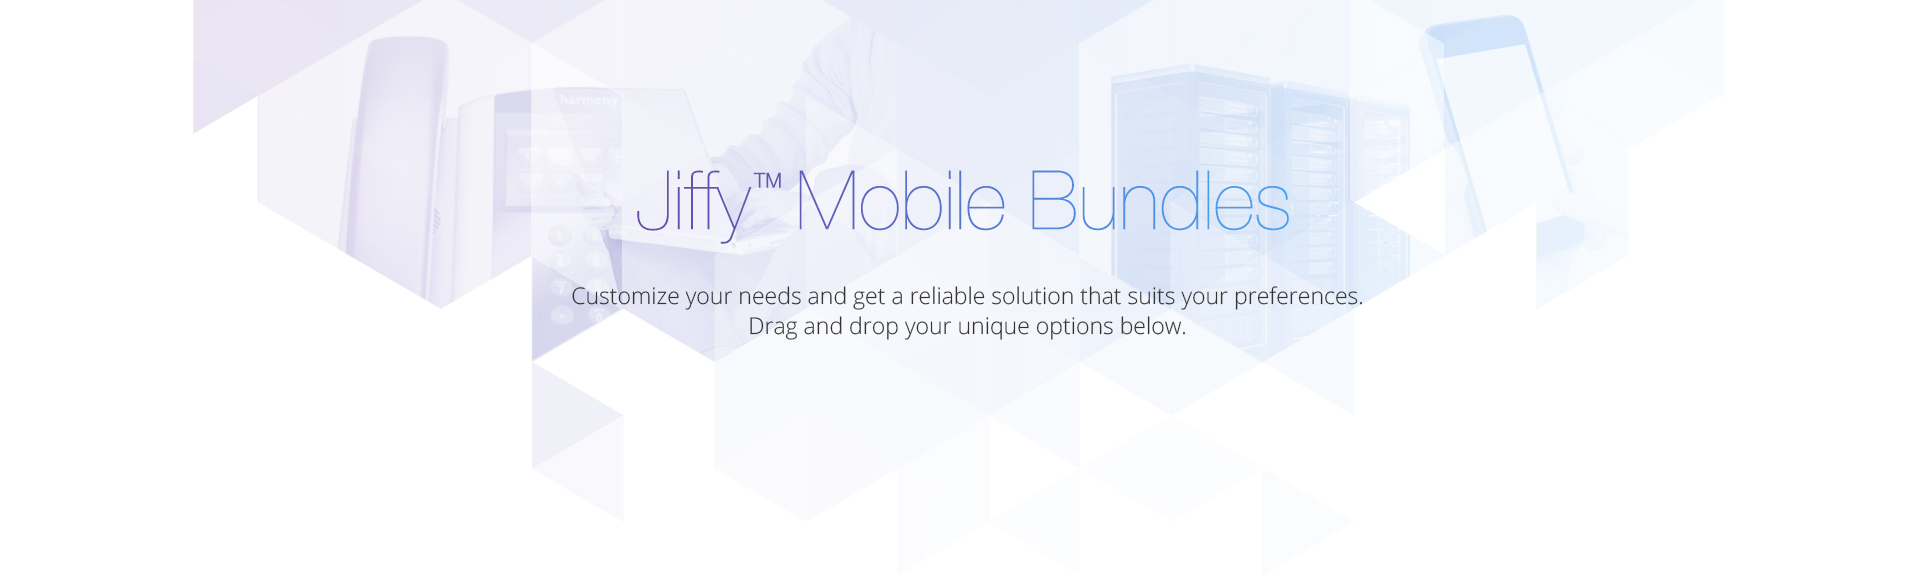 harmony
Jiffy™ Mobile Bundles
Customize your needs and get a reliable solution that suits your preferences.
Drag and drop your unique options below.